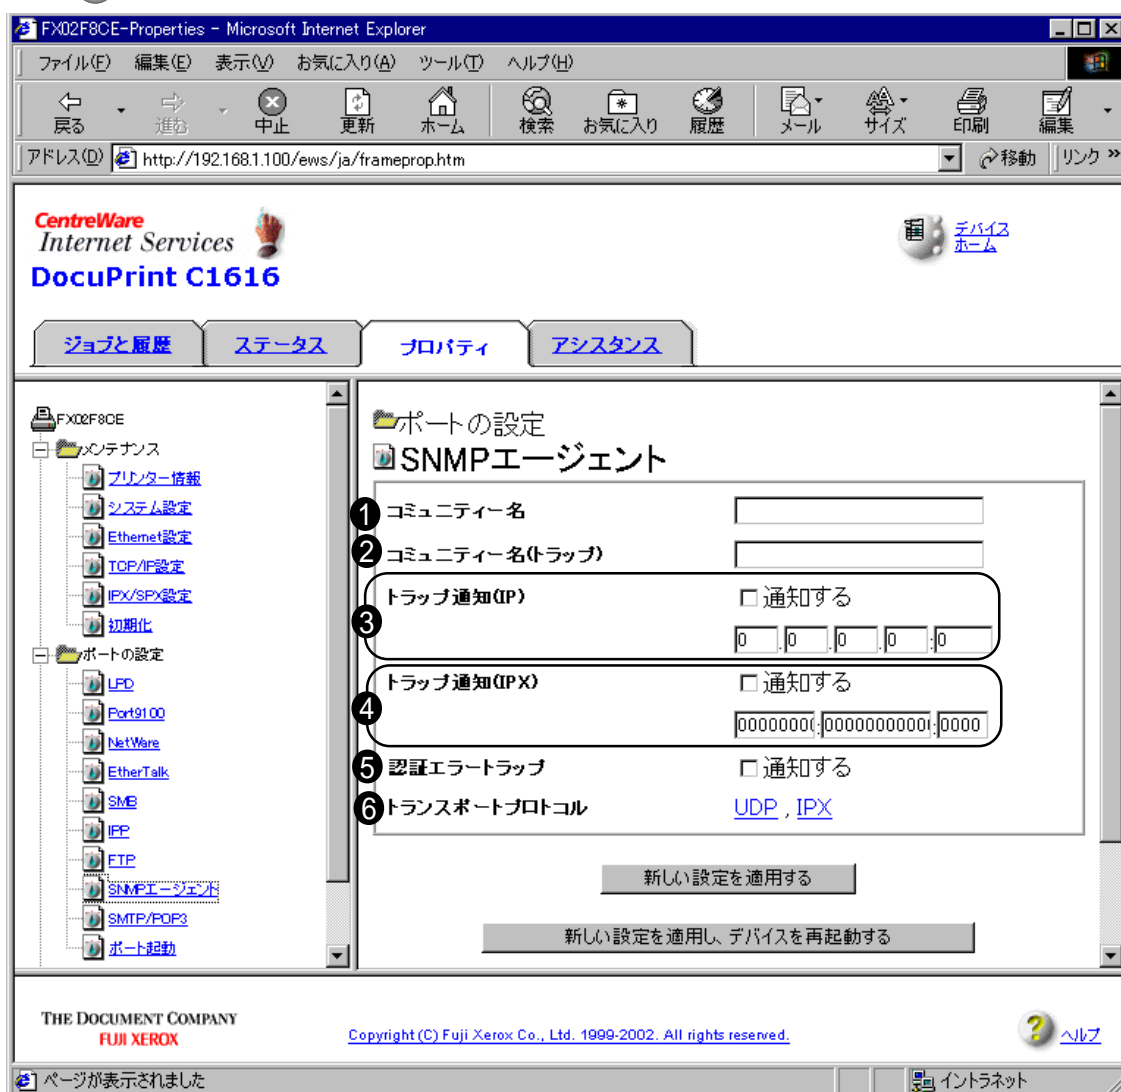 FX02F8CE-Properties - Microsoft Internet Explorer
ファイル(F) 編集(E) 表示(V) お気に入り(A) ツール(T) ヘルプ(H)
戻る 進む 中止 更新 ホーム 検索 お気に入り 履歴 メール サイズ 印刷 編集
アドレス(D) http://192.168.1.100/ews/ja/frameprop.htm 移動 リンク »
CentreWare
Internet Services
DocuPrint C1616
デバイス
ホーム
ジョブと履歴 ステータス プロパティ アシスタンス
FX02F8CE
メンテナンス
プリンター情報
システム設定
Ethernet設定
TCP/IP設定
IPX/SPX設定
初期化
ポートの設定
LPD
Port9100
NetWare
EtherTalk
SMB
IPP
FTP
SNMPエージェント
SMTP/POP3
ポート起動
ポートの設定
SNMPエージェント
1 コミュニティー名
2 コミュニティー名(トラップ)
3 トラップ通知(IP) 通知する
0 .0 .0 .0 :0
4 トラップ通知(IPX) 通知する
00000000:000000000000:0000
5 認証エラートラップ 通知する
6 トランスポートプロトコル UDP , IPX
新しい設定を適用する
新しい設定を適用し、デバイスを再起動する
THE DOCUMENT COMPANY
FUJI XEROX
Copyright (C) Fuji Xerox Co., Ltd. 1999-2002. All rights reserved.
ヘルプ
ページが表示されました イントラネット